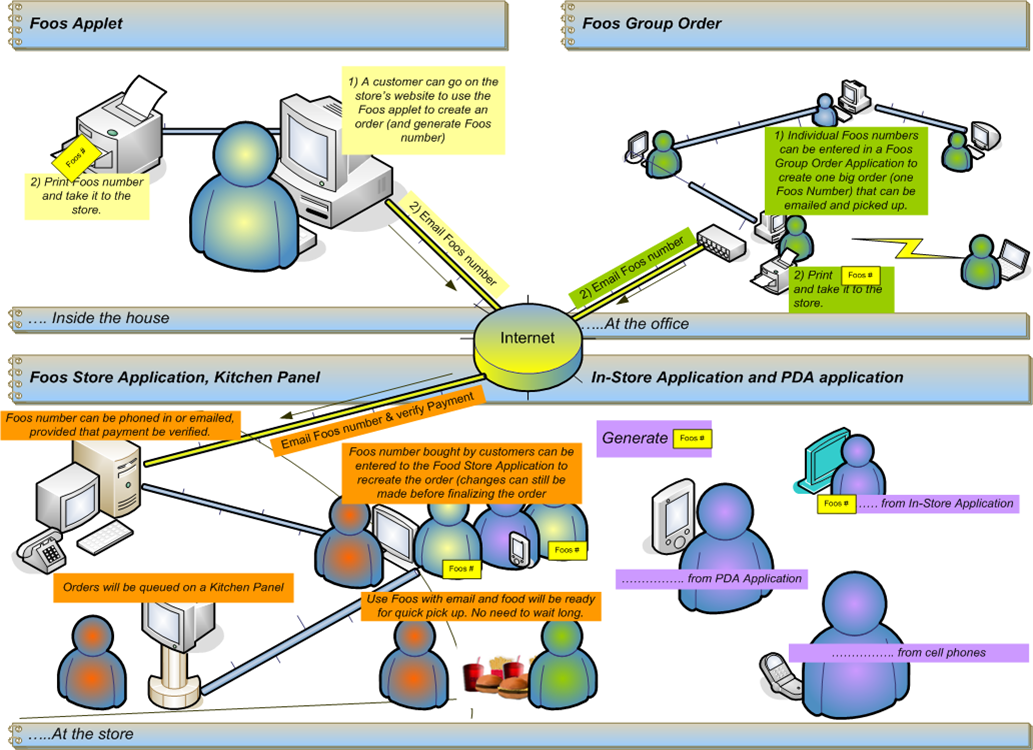 Foos Applet
Foos Group Order
1) A customer can go on the
store's website to use the
Foos applet to create an
order (and generate Foos
number)
Foos #
2) Print Foos number
and take it to the
store.
2) Email Foos number
1) Individual Foos numbers
can be entered in a Foos
Group Order Application to
create one big order (one
Foos Number) that can be
emailed and picked up.
2) Email Foos number
2) Print Foos #
and take it to the
store.
Internet
…. Inside the house
…..At the office
Foos Store Application, Kitchen Panel
In-Store Application and PDA application
Foos number can be phoned in or emailed,
provided that payment be verified.
Email Foos number & verify Payment
Foos number bought by customers can be
entered to the Food Store Application to
recreate the order (changes can still be
made before finalizing the order
Foos #
Foos #
Orders will be queued on a Kitchen Panel
Use Foos with email and food will be ready
for quick pick up. No need to wait long.
Generate Foos #
Foos # ….. from In-Store Application
……………. from PDA Application
……………. from cell phones
…..At the store